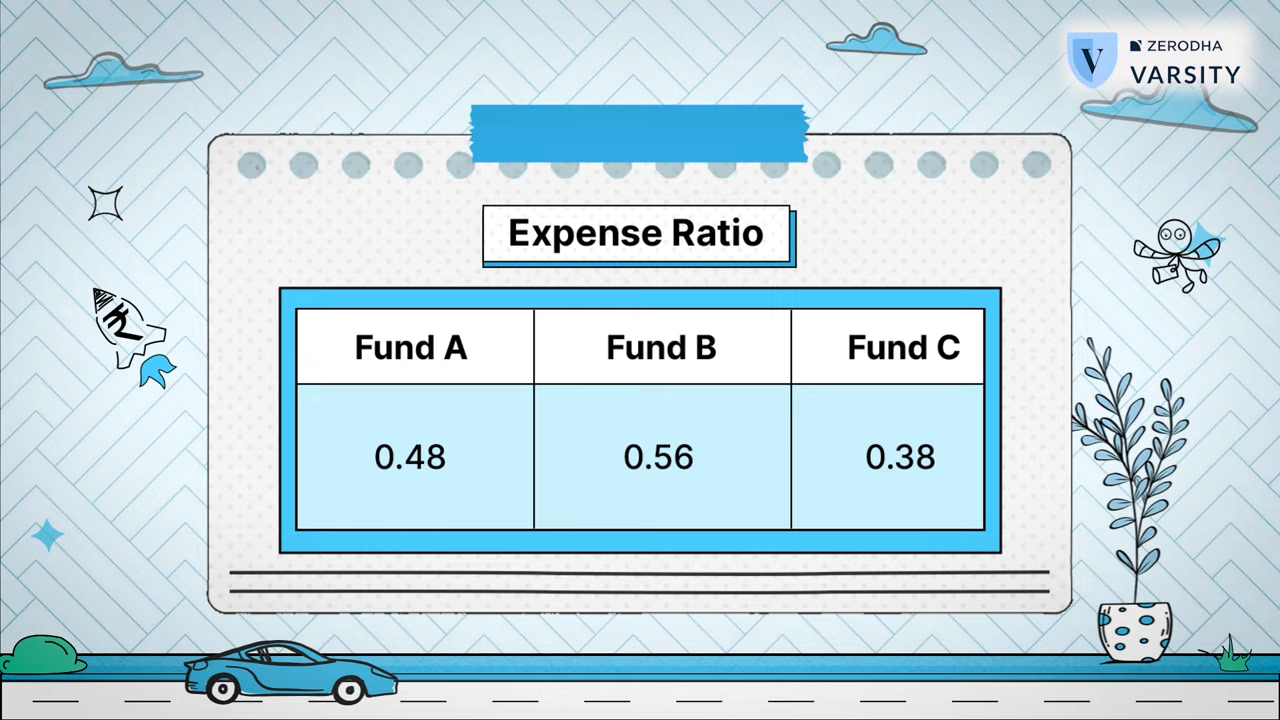 V
ZERODHA
VARSITY
Expense Ratio
Fund A Fund B Fund C
0.48 0.56 0.38
₹